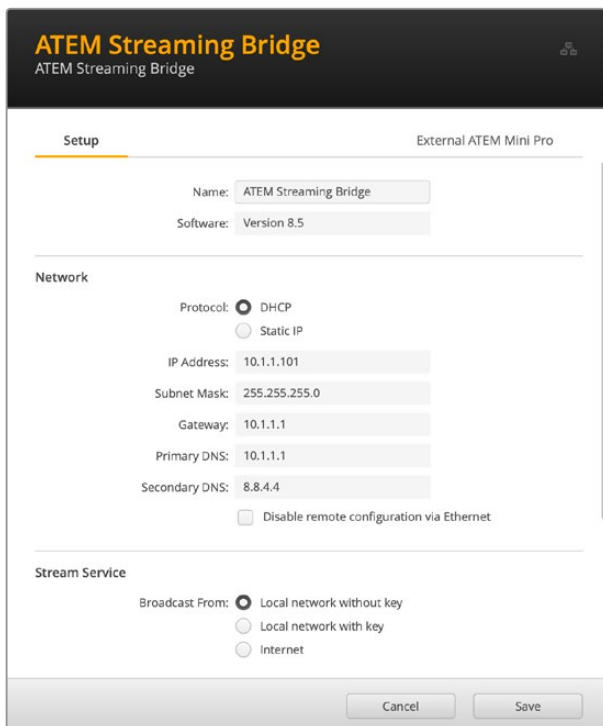 ATEM Streaming Bridge
ATEM Streaming Bridge
Setup
External ATEM Mini Pro
Name: ATEM Streaming Bridge
Software: Version 8.5
Network
Protocol: DHCP
Static IP
IP Address: 10.1.1.101
Subnet Mask: 255.255.255.0
Gateway: 10.1.1.1
Primary DNS: 10.1.1.1
Secondary DNS: 8.8.4.4
Disable remote configuration via Ethernet
Stream Service
Broadcast From: Local network without key
Local network with key
Internet
Cancel
Save